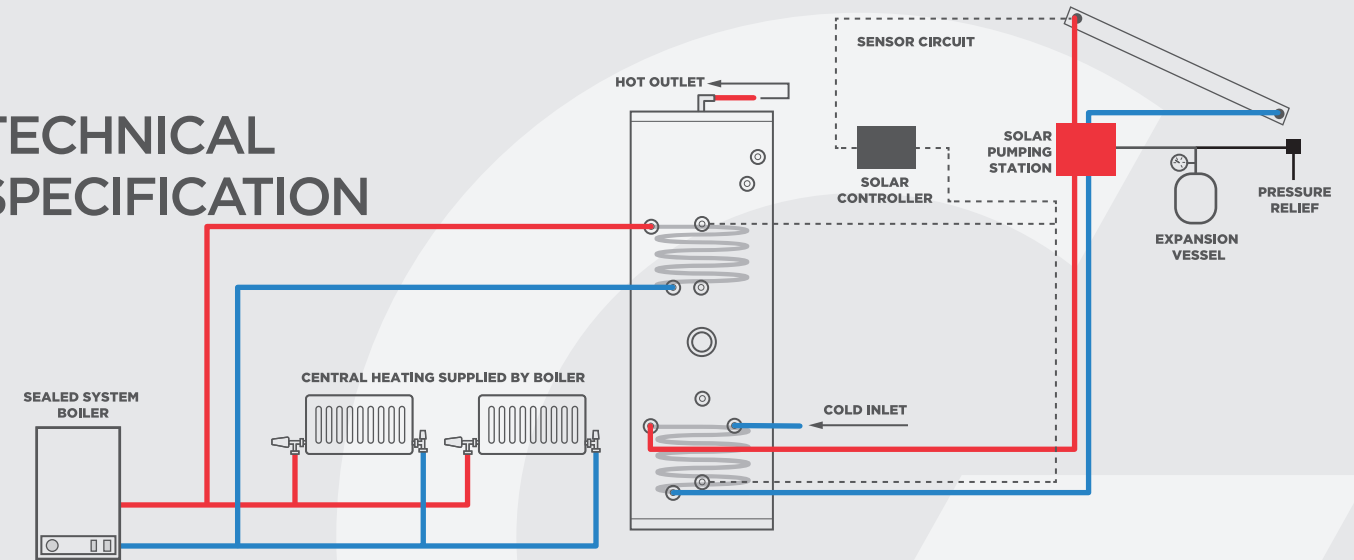 TECHNICAL
SPECIFICATION
SENSOR CIRCUIT
HOT OUTLET
SOLAR
PUMPING
STATION
SOLAR
CONTROLLER
PRESSURE
RELIEF
EXPANSION
VESSEL
CENTRAL HEATING SUPPLIED BY BOILER
SEALED SYSTEM
BOILER
COLD INLET